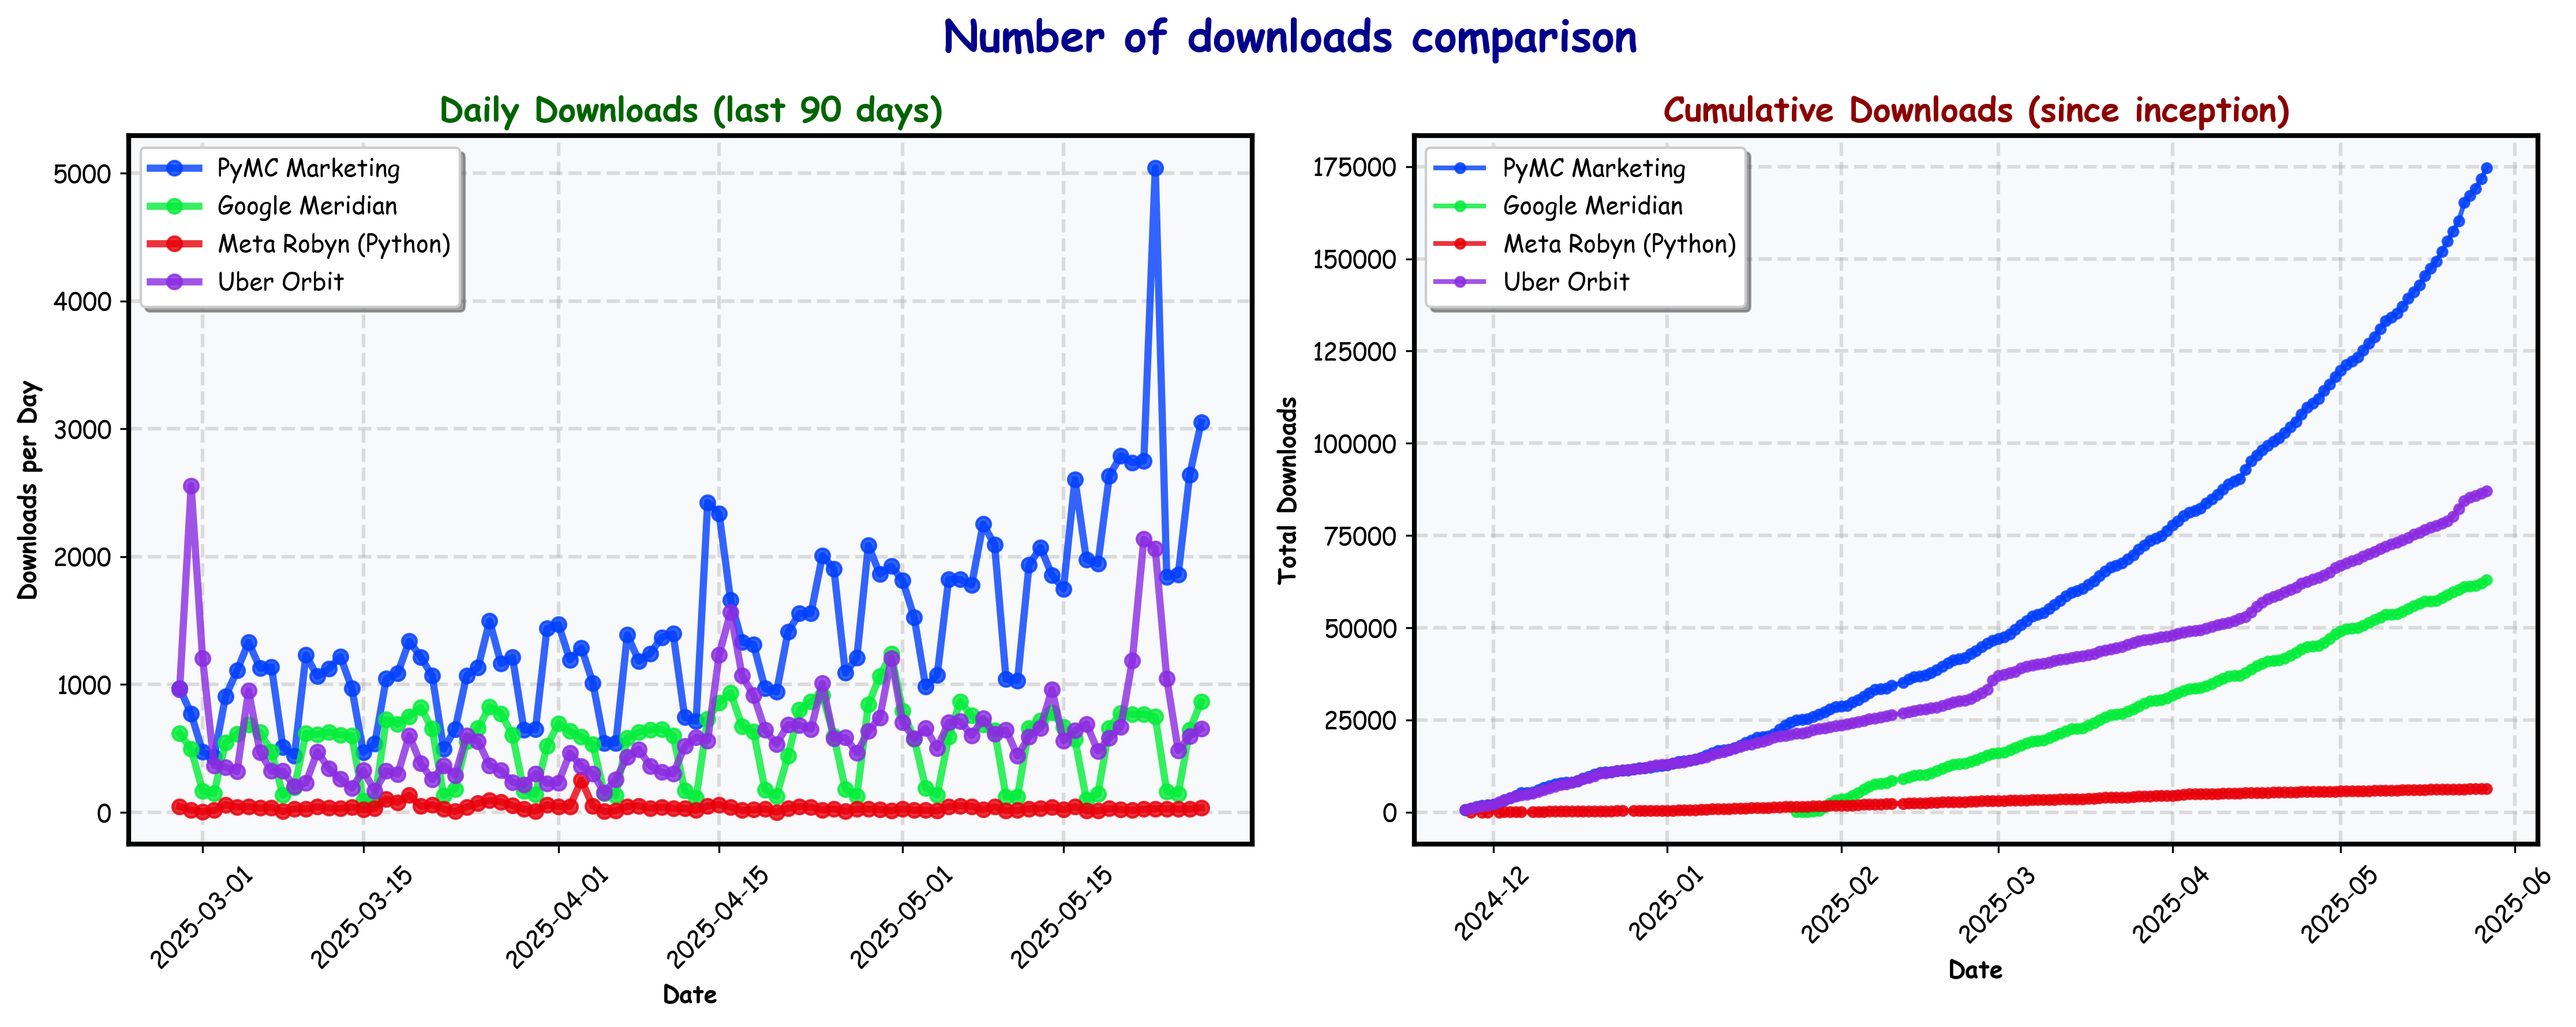 Number of downloads comparison
Daily Downloads (last 90 days)
PyMC Marketing
Google Meridian
Meta Robyn (Python)
Uber Orbit
Downloads per Day
5000
4000
3000
2000
1000
0
2025-03-01
2025-03-15
2025-04-01
2025-04-15
2025-05-01
2025-05-15
Date
Cumulative Downloads (since inception)
PyMC Marketing
Google Meridian
Meta Robyn (Python)
Uber Orbit
Total Downloads
175000
150000
125000
100000
75000
50000
25000
0
2024-12
2025-01
2025-02
2025-03
2025-04
2025-05
2025-06
Date